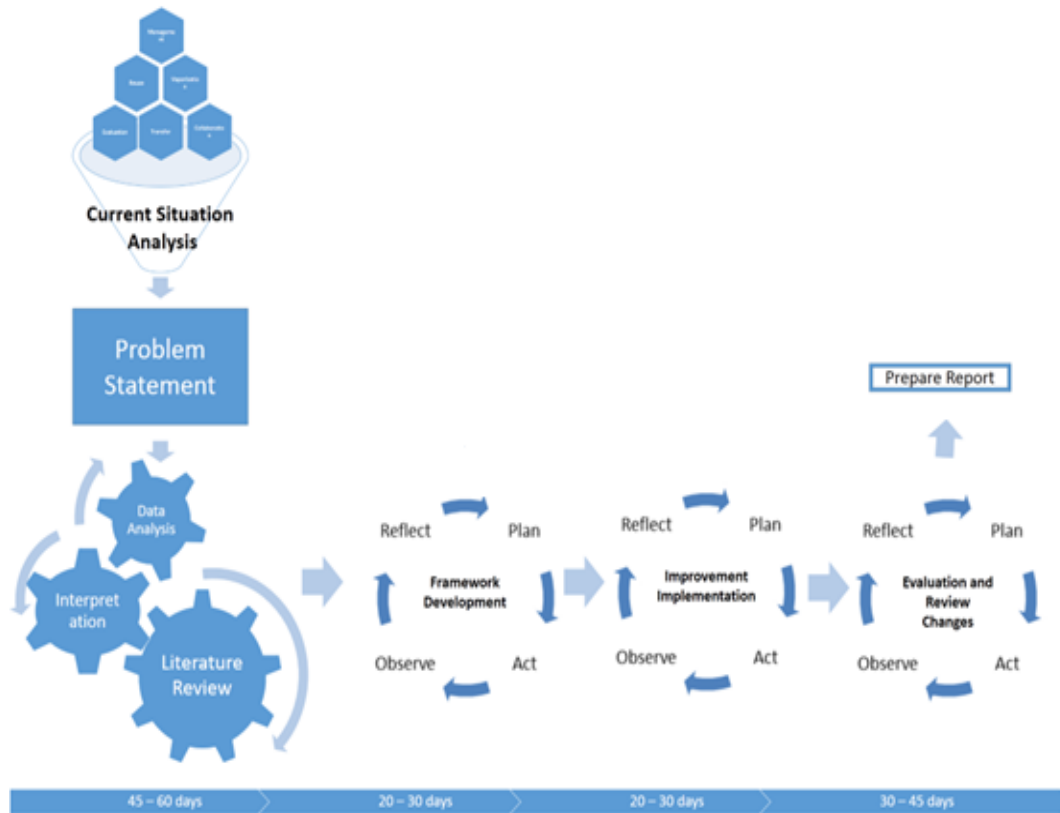 Evaluation
Transfer
Current Situation
Analysis
Problem
Statement
Prepare Report
Data
Analysis
Interpret
ation
Literature
Review
Reflect
Plan
Framework
Development
Observe
Act
Reflect
Plan
Improvement
Implementation
Observe
Act
Reflect
Plan
Evaluation and
Review
Changes
Observe
Act
45 – 60 days
20 – 30 days
20 – 30 days
30 – 45 days